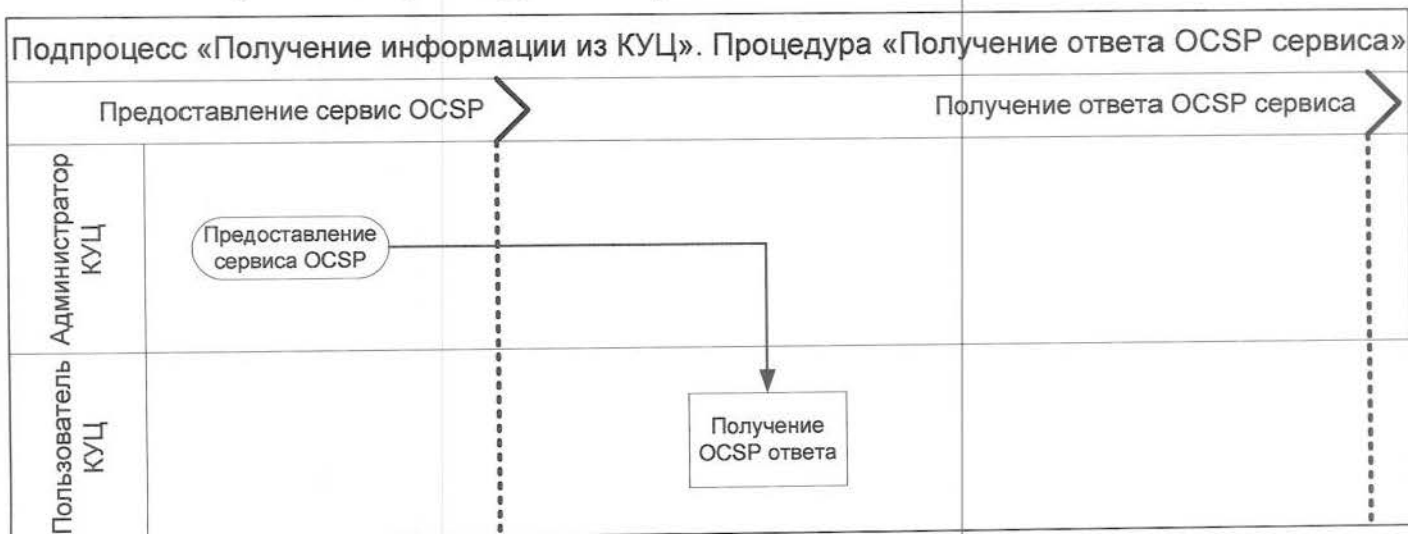 Подпроцесс «Получение информации из КУЦ». Процедура «Получение ответа OCSP сервиса»
Предоставление сервис OCSP
Получение ответа OCSP сервиса
Администратор
КУЦ
Предоставление
сервиса OCSP
Пользователь
КУЦ
Получение
OCSP ответа